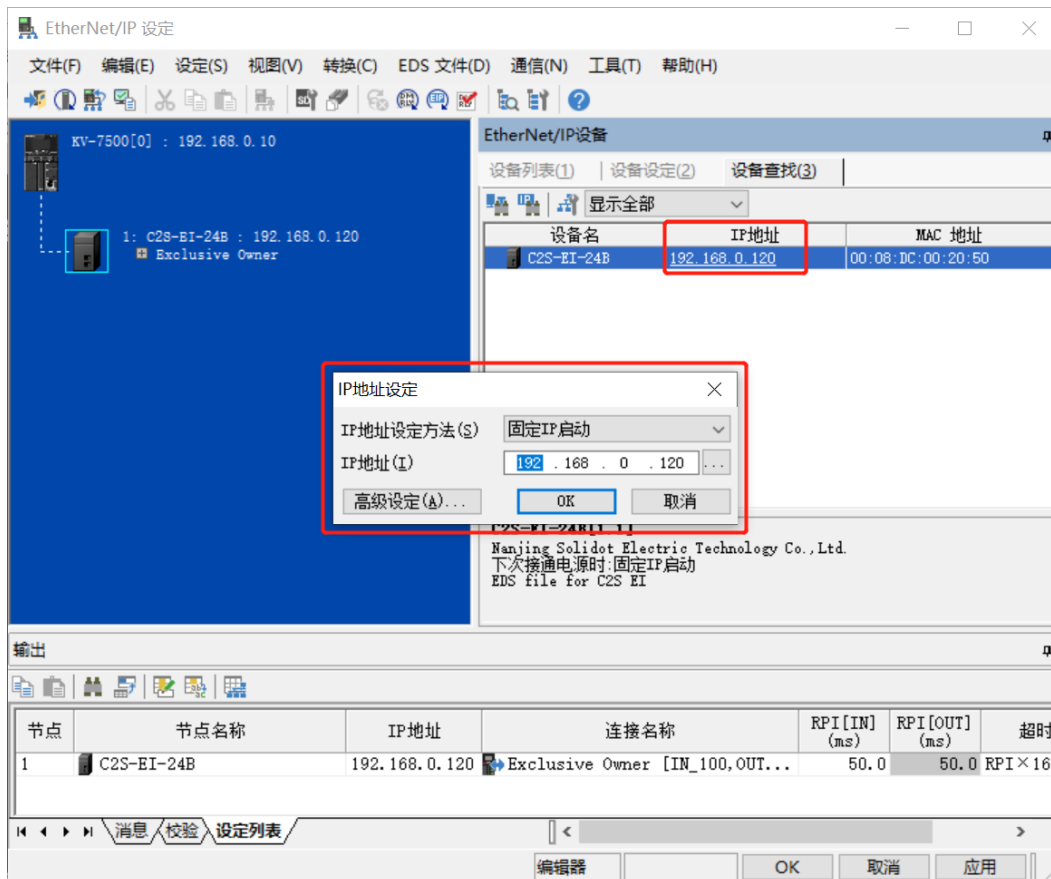 EtherNet/IP 设定
文件(F) 编辑(E) 设定(S) 视图(V) 转换(C) EDS 文件(D) 通信(N) 工具(T) 帮助(H)
KV-7500[0] : 192.168.0.10
1: C2S-EI-24B : 192.168.0.120
Exclusive Owner
EtherNet/IP设备
设备列表(1) 设备设定(2) 设备查找(3)
显示全部
设备名 IP地址 MAC 地址
C2S-EI-24B 192.168.0.120 00:08:DC:00:20:50
IP地址设定
IP地址设定方法(S) 固定IP启动
IP地址(I) 192 . 168 . 0 . 120 ...
高级设定(A)... OK 取消
C2S-EI-24B[1.1]
Nanjing Solidot Electric Technology Co.,Ltd.
下次接通电源时:固定IP启动
EDS file for C2S EI
输出
节点 节点名称 IP地址 连接名称 RPI[IN] (ms) RPI[OUT] (ms) 超时
1 C2S-EI-24B 192.168.0.120 Exclusive Owner [IN_100,OUT... 50.0 50.0 RPI×16
消息 校验 设定列表
编辑器 OK 取消 应用